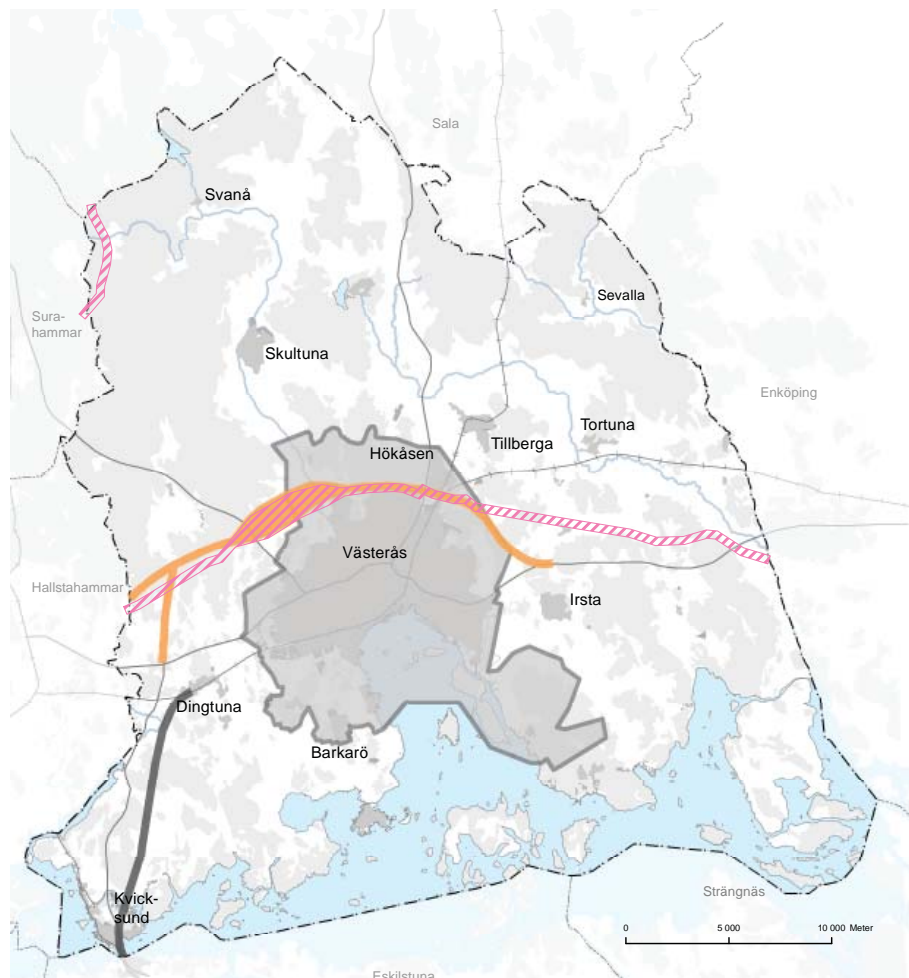 Sala
Svanå
Sevalla
Sura-
hammar
Skultuna
Enköping
Tortuna
Tillberga
Hökåsen
Västerås
Hallstahammar
Irsta
Dingtuna
Barkarö
Kvick-
sund
Strängnäs
0 5 000 10 000 Meter
Eskilstuna